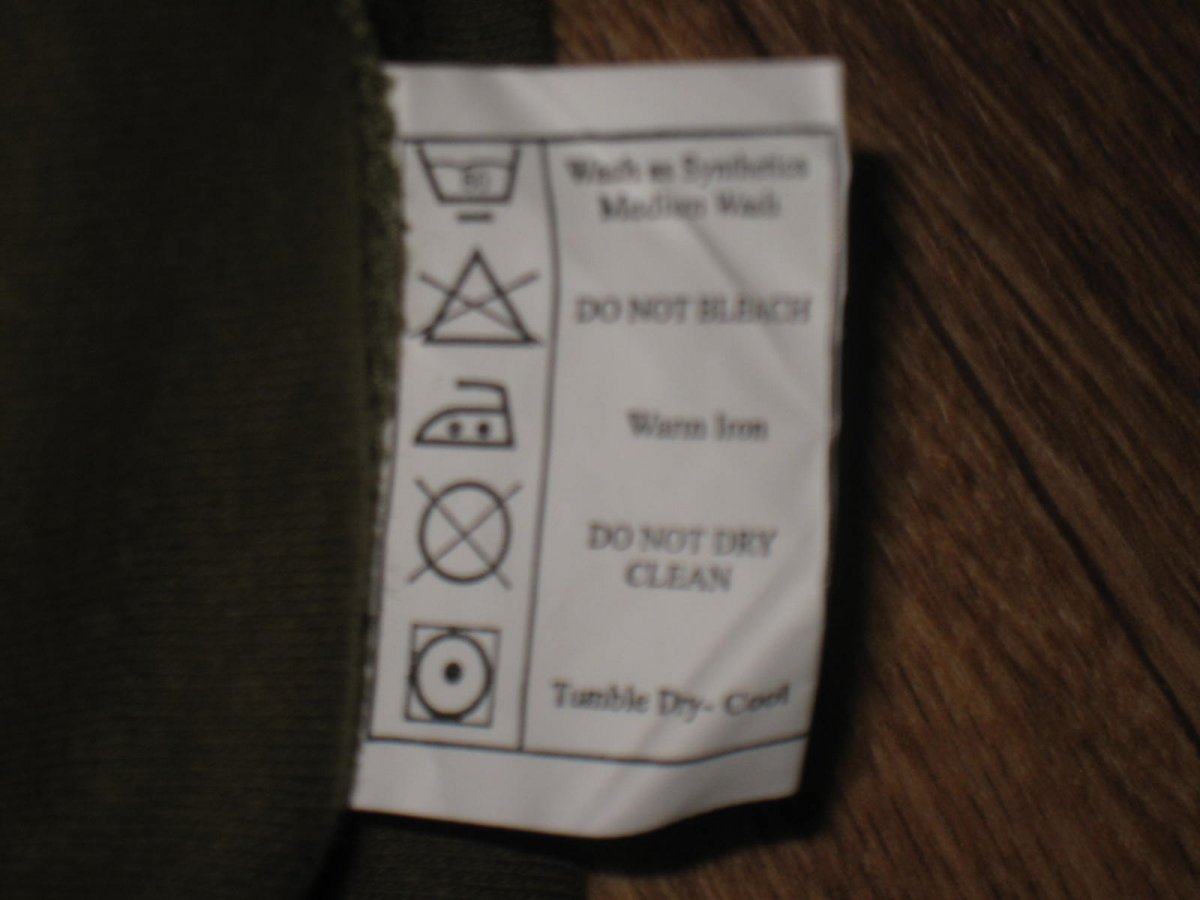 Wash as Synthetics
Medium Wash
DO NOT BLEACH
Warm Iron
DO NOT DRY
CLEAN
Tumble Dry- Cool